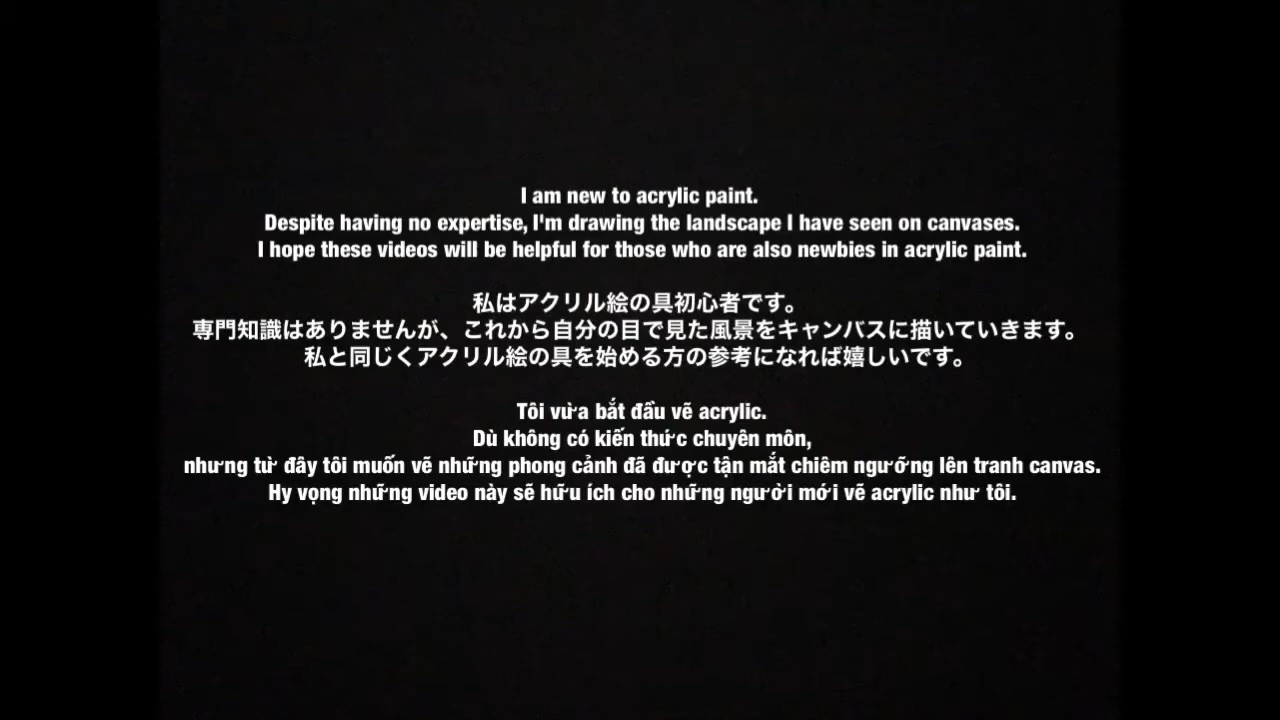 I am new to acrylic paint.
Despite having no expertise, I'm drawing the landscape I have seen on canvases.
I hope these videos will be helpful for those who are also newbies in acrylic paint.
私はアクリル絵の具初心者です。
専門知識はありませんが、これから自分の目で見た風景をキャンバスに描いていきます。
私と同じくアクリル絵の具を始める方の参考になれば嬉しいです。
Tôi vừa bắt đầu vẽ acrylic.
Dù không có kiến thức chuyên môn,
nhưng từ đây tôi muốn vẽ những phong cảnh đã được tận mắt chiêm ngưỡng lên tranh canvas.
Hy vọng những video này sẽ hữu ích cho những người mới vẽ acrylic như tôi.